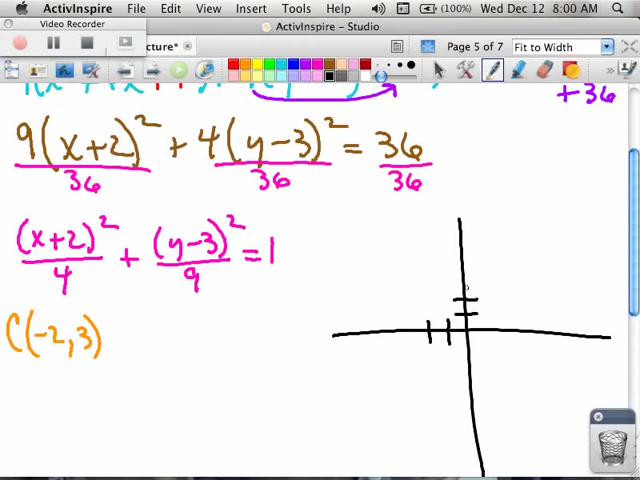 ActivInspire File Edit View Insert Tools Help (100%) Wed Dec 12 8:00 AM
Video Recorder
ActivInspire - Studio
cture* Page 5 of 7 Fit to Width
+36
9(x+2)² + 4(y-3)² = 36
36 36 36
(x+2)²/4 + (y-3)²/9 = 1
C(-2,3)